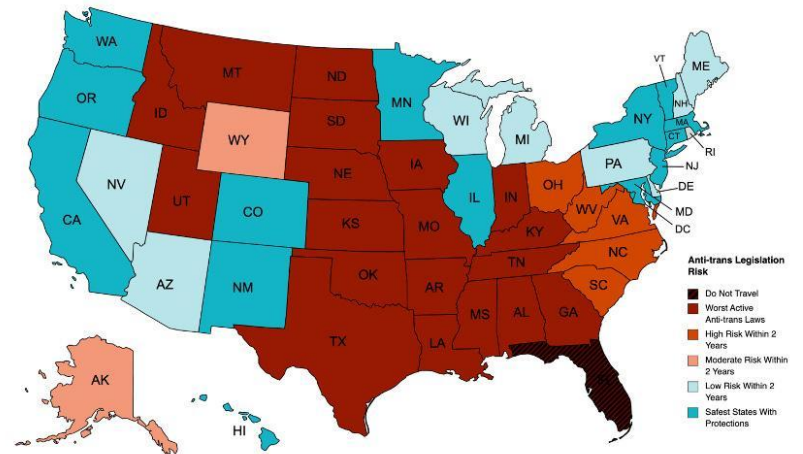 WA
OR
CA
NV
ID
MT
WY
UT
AZ
CO
NM
ND
SD
NE
KS
OK
TX
MN
IA
MO
AR
LA
WI
IL
MI
IN
OH
KY
TN
MS
AL
GA
WV
VA
NC
SC
PA
NY
VT
NH
ME
MA
CT
RI
NJ
DE
MD
DC
AK
HI
Anti-trans Legislation
Risk
Do Not Travel
Worst Active
Anti-trans Laws
High Risk Within 2
Years
Moderate Risk Within
2 Years
Low Risk Within 2
Years
Safest States With
Protections